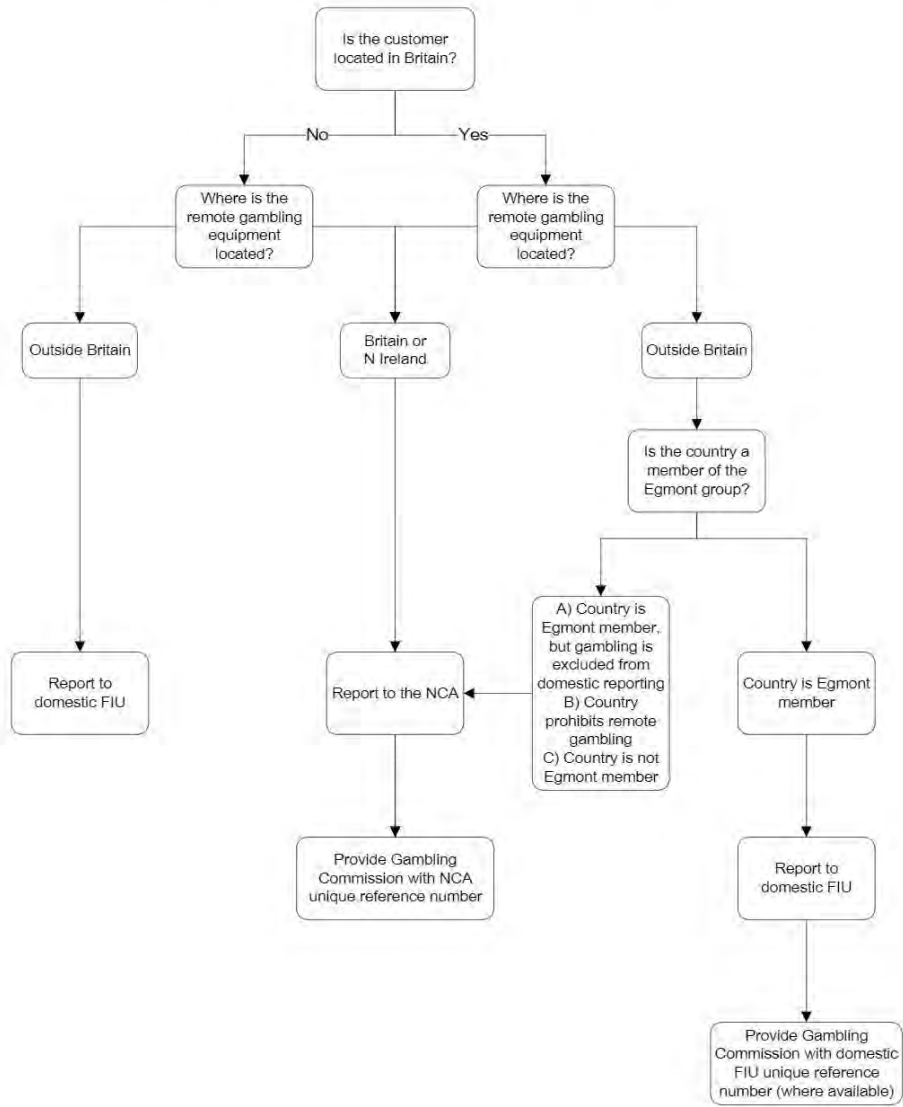 Is the customer
located in Britain?
No
Yes
Where is the
remote gambling
equipment
located?
Where is the
remote gambling
equipment
located?
Outside Britain
Britain or
N Ireland
Outside Britain
Is the country a
member of the
Egmont group?
A) Country is
Egmont member,
but gambling is
excluded from
domestic reporting
B) Country
prohibits remote
gambling
C) Country is not
Egmont member
Report to
domestic FIU
Report to the NCA
Country is Egmont
member
Provide Gambling
Commission with NCA
unique reference number
Report to
domestic FIU
Provide Gambling
Commission with domestic
FIU unique reference
number (where available)